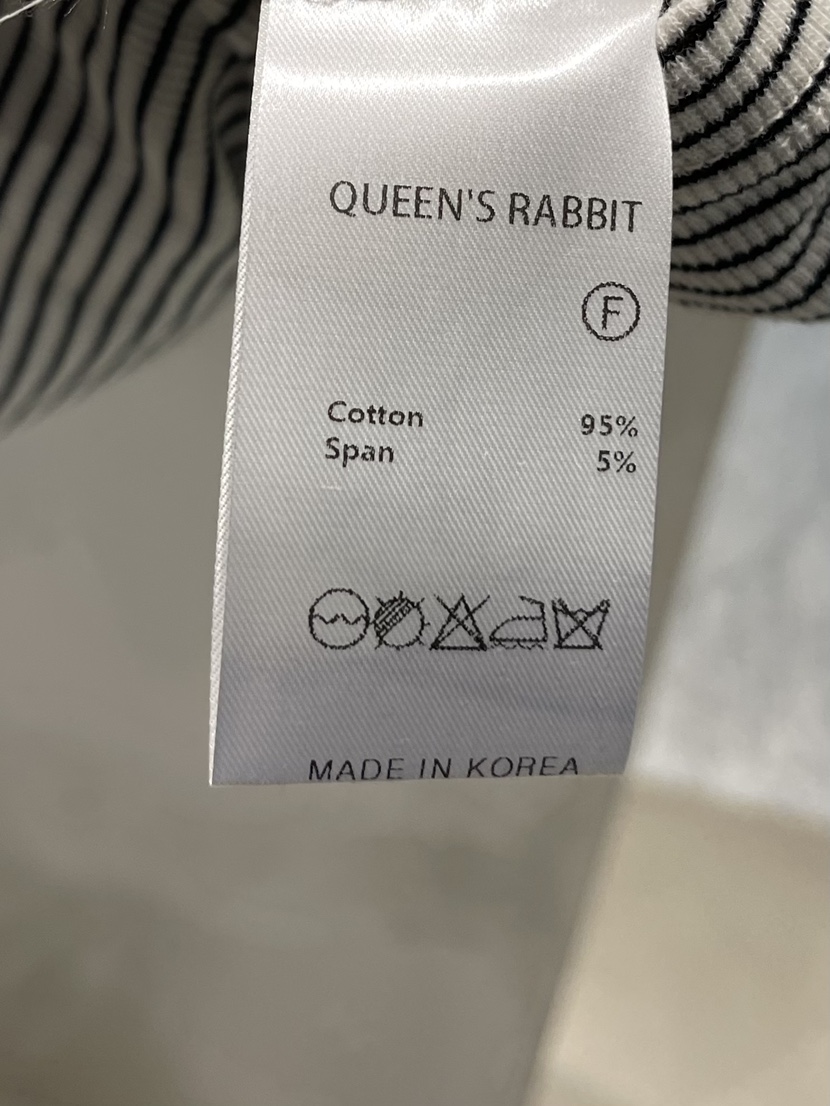 QUEEN'S RABBIT
F
Cotton 95%
Span 5%
MADE IN KOREA